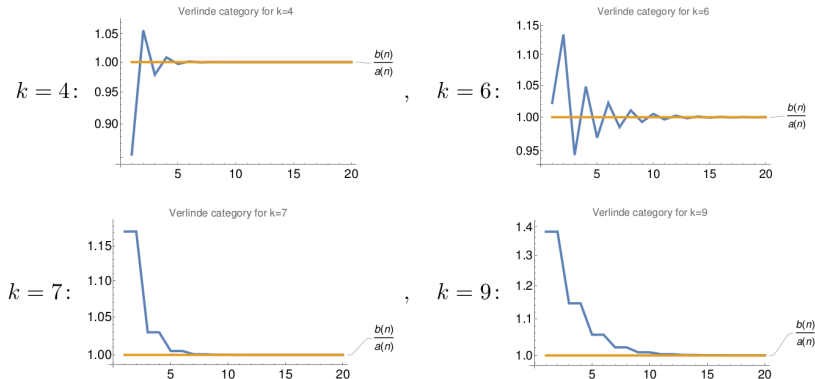 Verlinde category for k=4
1.05
1.00
0.95
0.90
5 10 15 20
b(n)
a(n)
k = 4:
,
Verlinde category for k=6
1.15
1.10
1.05
1.00
0.95
5 10 15 20
b(n)
a(n)
k = 6:
Verlinde category for k=7
1.15
1.10
1.05
1.00
5 10 15 20
b(n)
a(n)
k = 7:
,
Verlinde category for k=9
1.4
1.3
1.2
1.1
1.0
5 10 15 20
b(n)
a(n)
k = 9: